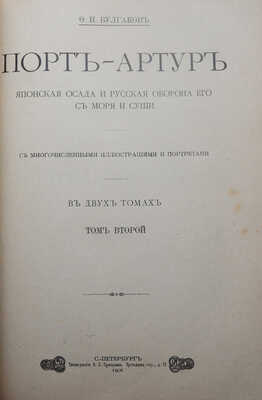 Ѳ. И. БУЛГАКОВЪ
ПОРТЪ-АРТУРЪ
ЯПОНСКАЯ ОСАДА И РУССКАЯ ОБОРОНА ЕГО
СЪ МОРЯ И СУШИ
СЪ МНОГОЧИСЛЕННЫМИ ИЛЛЮСТРАЦІЯМИ И ПОРТРЕТАМИ
ВЪ ДВУХЪ ТОМАХЪ
ТОМЪ ВТОРОЙ
С.-ПЕТЕРБУРГЪ